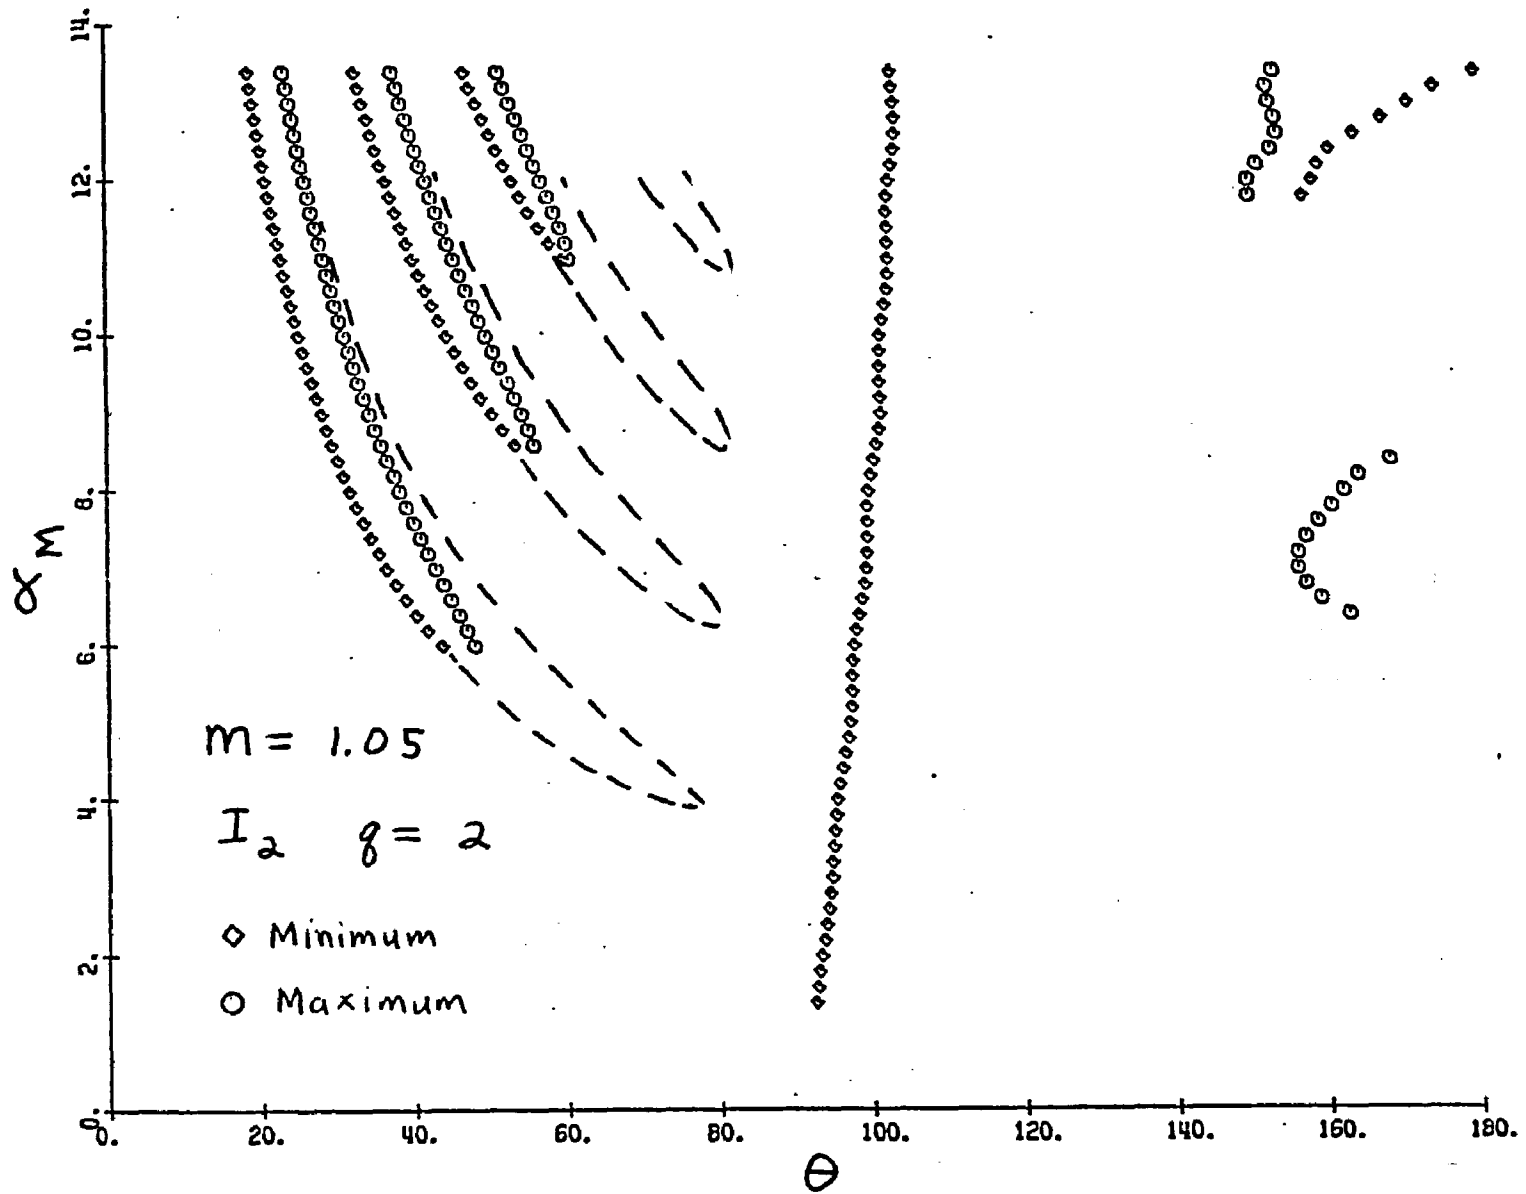 14.
12.
10.
8.
6.
4.
2.
0.
α M
m = 1.05
I₂ q = 2
◇ Minimum
○ Maximum
0. 20. 40. 60. 80. 100. 120. 140. 160. 180.
θ